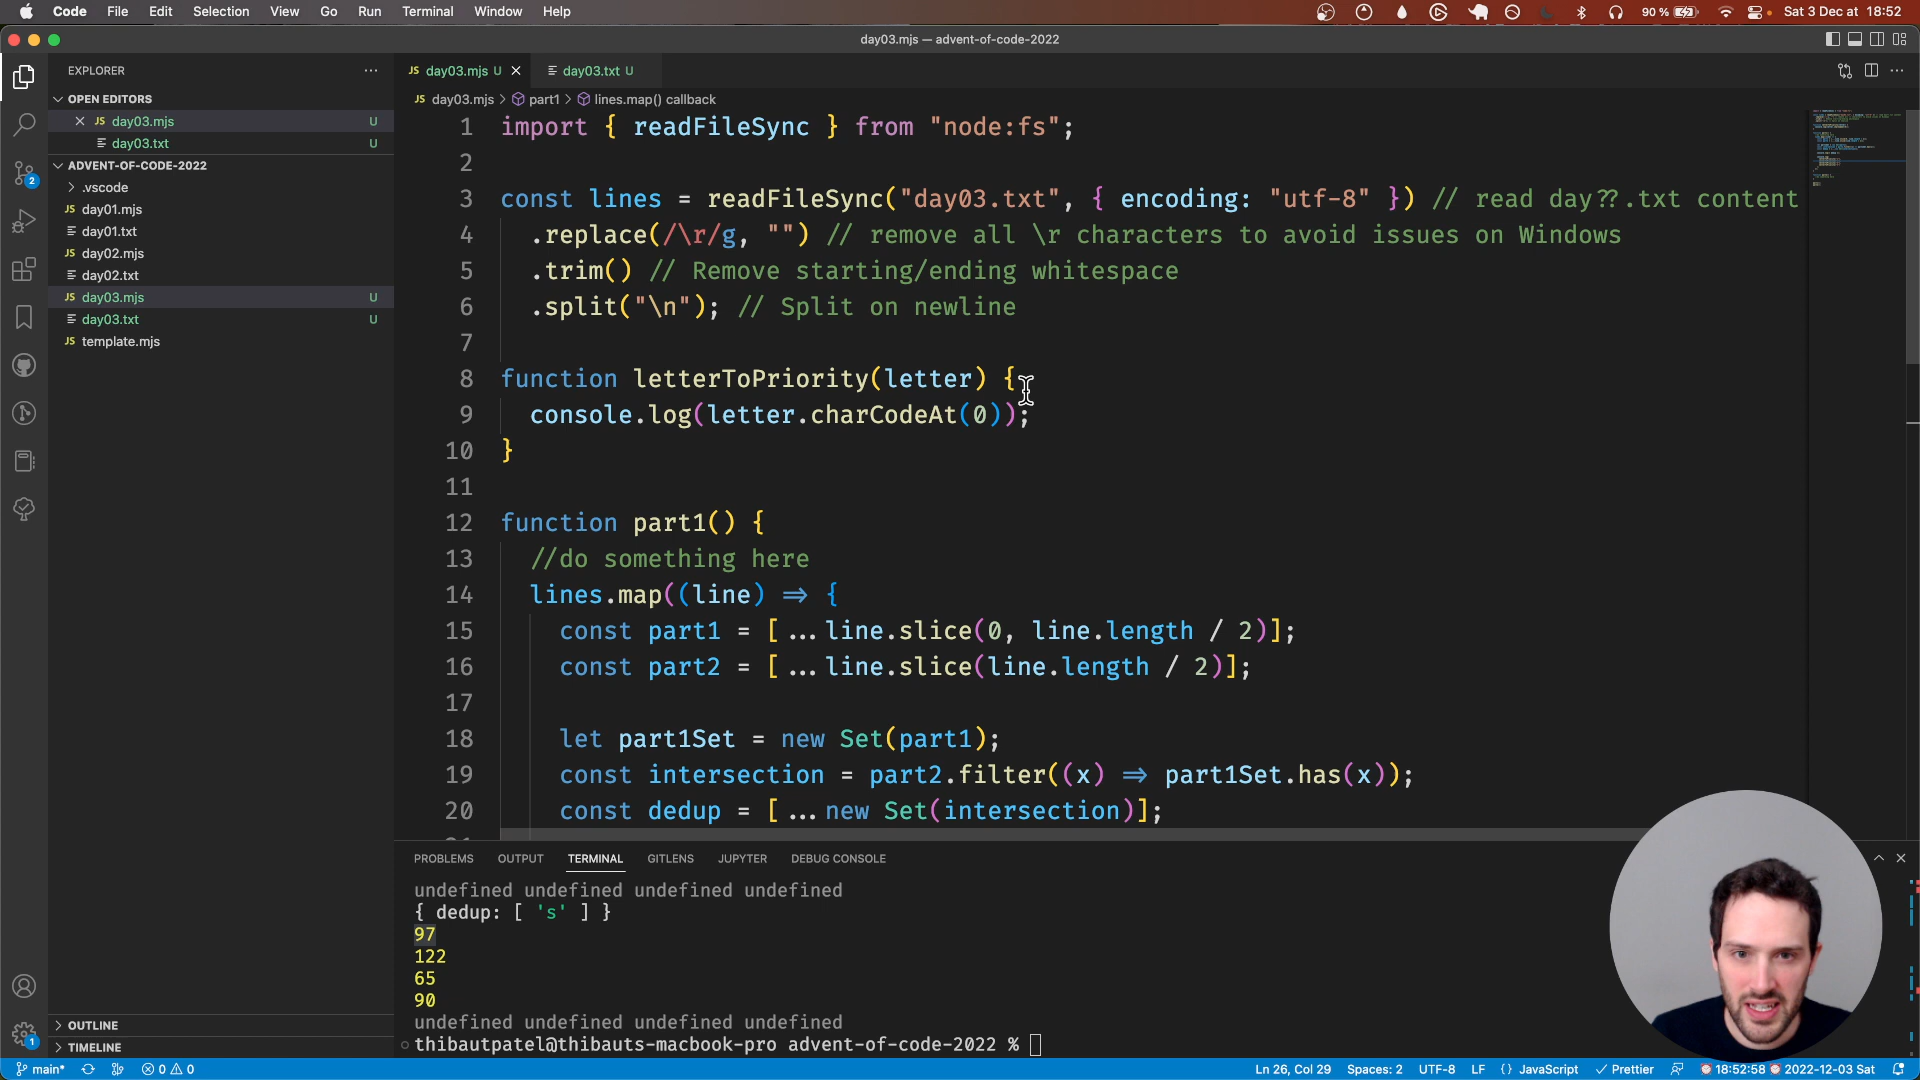 Code File Edit Selection View Go Run Terminal Window Help
90 % Sat 3 Dec at 18:52
day03.mjs — advent-of-code-2022
EXPLORER
OPEN EDITORS
JS day03.mjs U
day03.txt U
ADVENT-OF-CODE-2022
.vscode
JS day01.mjs
day01.txt
JS day02.mjs
day02.txt
JS day03.mjs U
day03.txt U
JS template.mjs
OUTLINE
TIMELINE
JS day03.mjs U
day03.txt U
JS day03.mjs > part1 > lines.map() callback
1 import { readFileSync } from "node:fs";
2
3 const lines = readFileSync("day03.txt", { encoding: "utf-8" }) // read day??.txt content
4 .replace(/\r/g, "") // remove all \r characters to avoid issues on Windows
5 .trim() // Remove starting/ending whitespace
6 .split("\n"); // Split on newline
7
8 function letterToPriority(letter) {
9 console.log(letter.charCodeAt(0));
10 }
11
12 function part1() {
13 //do something here
14 lines.map((line) => {
15 const part1 = [...line.slice(0, line.length / 2)];
16 const part2 = [...line.slice(line.length / 2)];
17
18 let part1Set = new Set(part1);
19 const intersection = part2.filter((x) => part1Set.has(x));
20 const dedup = [...new Set(intersection)];
PROBLEMS OUTPUT TERMINAL GITLENS JUPYTER DEBUG CONSOLE
undefined undefined undefined undefined
{ dedup: [ 's' ] }
97
122
65
90
undefined undefined undefined undefined
thibautpatel@thibauts-macbook-pro advent-of-code-2022 %
main* 0 0 Ln 26, Col 29 Spaces: 2 UTF-8 LF {} JavaScript Prettier 18:52:58 2022-12-03 Sat